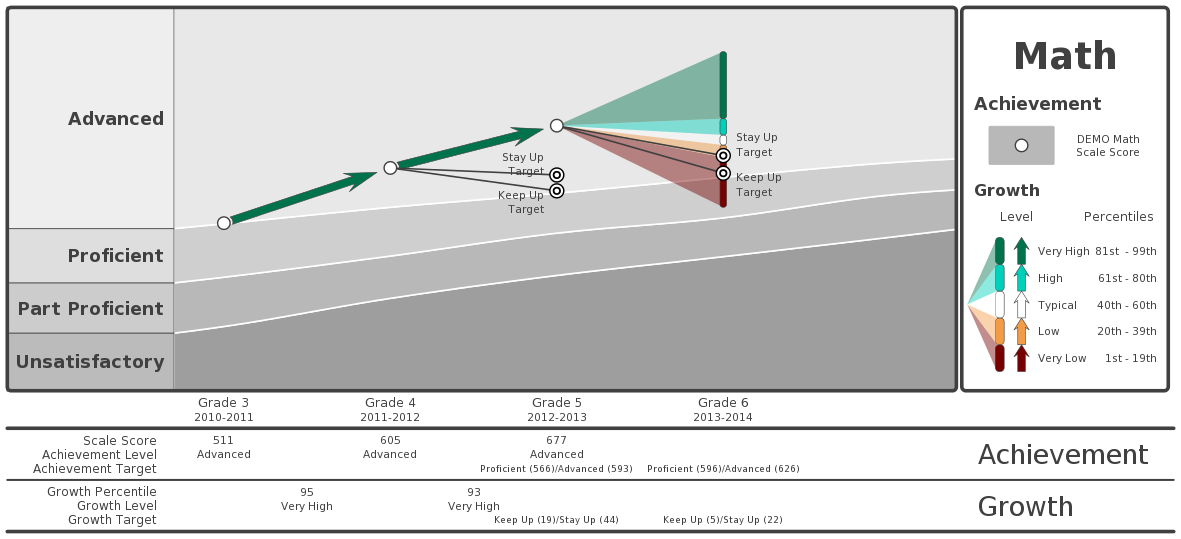 Advanced
Proficient
Part Proficient
Unsatisfactory
Stay Up
Target
Keep Up
Target
Stay Up
Target
Keep Up
Target
Math
Achievement
DEMO Math
Scale Score
Growth
Level Percentiles
Very High 81st - 99th
High 61st - 80th
Typical 40th - 60th
Low 20th - 39th
Very Low 1st - 19th
Grade 3 Grade 4 Grade 5 Grade 6
2010-2011 2011-2012 2012-2013 2013-2014
Scale Score 511 605 677
Achievement Level Advanced Advanced Advanced
Achievement Target Proficient (566)/Advanced (593) Proficient (596)/Advanced (626)
Achievement
Growth Percentile 95 93
Growth Level Very High Very High
Growth Target Keep Up (19)/Stay Up (44) Keep Up (5)/Stay Up (22)
Growth